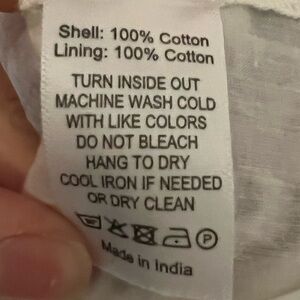 Shell: 100% Cotton
Lining: 100% Cotton
TURN INSIDE OUT
MACHINE WASH COLD
WITH LIKE COLORS
DO NOT BLEACH
HANG TO DRY
COOL IRON IF NEEDED
OR DRY CLEAN
P
Made in India